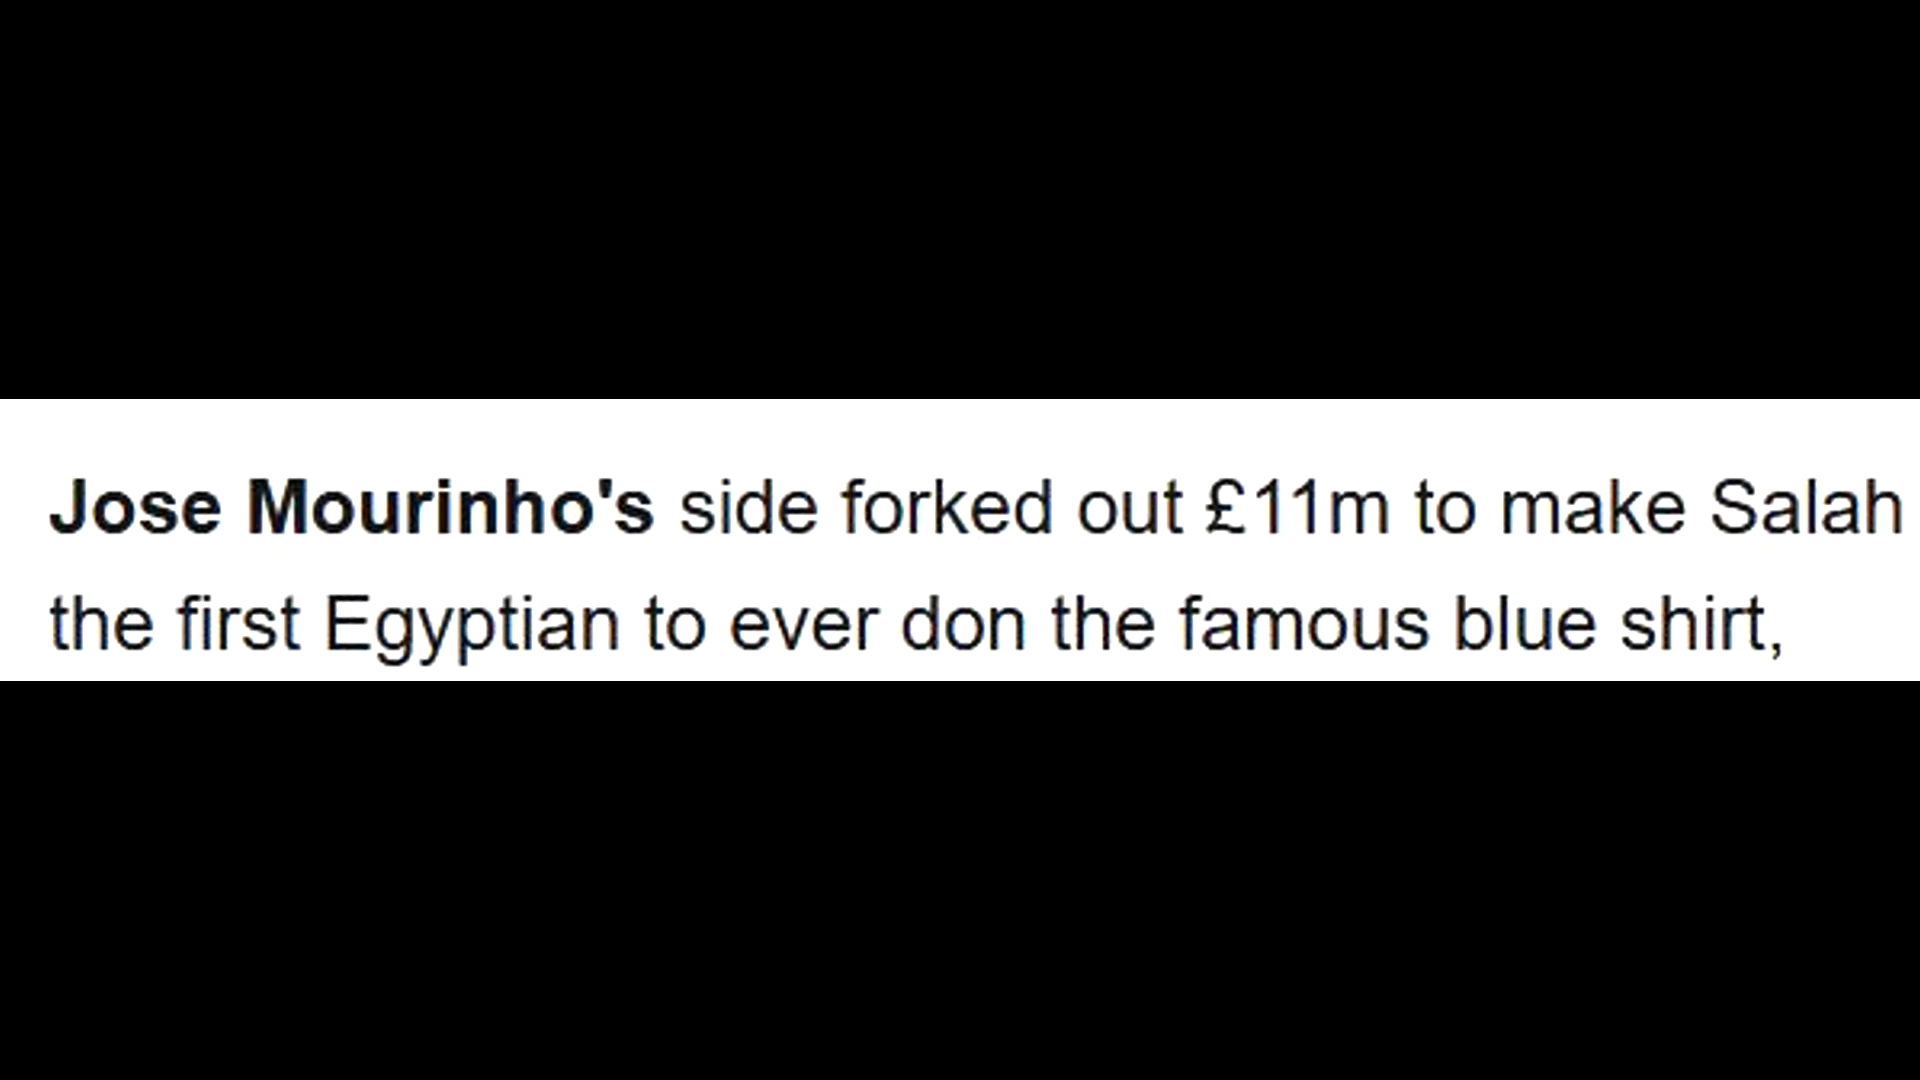 Jose Mourinho's side forked out £11m to make Salah
the first Egyptian to ever don the famous blue shirt,